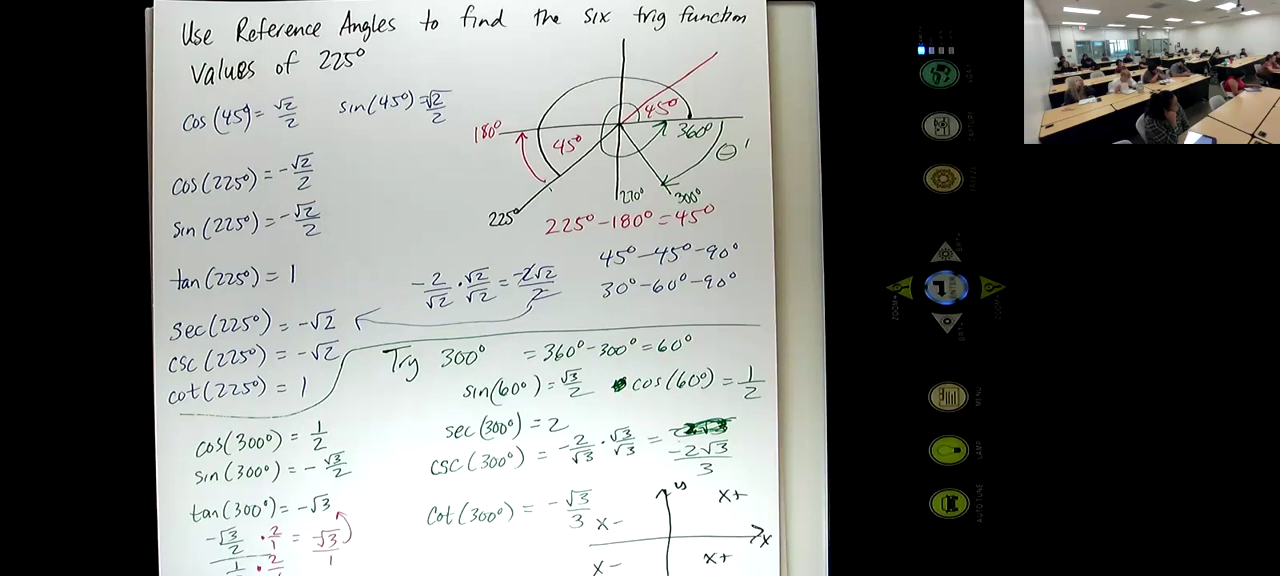 Use Reference Angles to find the six trig function
values of 225°
cos(45°) = √2/2 sin(45°) = √2/2
cos(225°) = -√2/2
sin(225°) = -√2/2
tan(225°) = 1
sec(225°) = -√2
csc(225°) = -√2
cot(225°) = 1
45°
180°
45°
360°
θ'
270°
300°
225°
225° - 180° = 45°
45° - 45° - 90°
30° - 60° - 90°
-2/√2 · √2/√2 = -2√2/2
Try 300° = 360° - 300° = 60°
sin(60°) = √3/2 cos(60°) = 1/2
cos(300°) = 1/2
sin(300°) = -√3/2
tan(300°) = -√3
-√3/2 · 2/1 = -√3/1
sec(300°) = 2
csc(300°) = -2/√3 · √3/√3 = -2√3/3
cot(300°) = -√3/3
y
x+
x-
x
x-
x+
CAPTURE
MENU
LAMP
AUTO TUNE